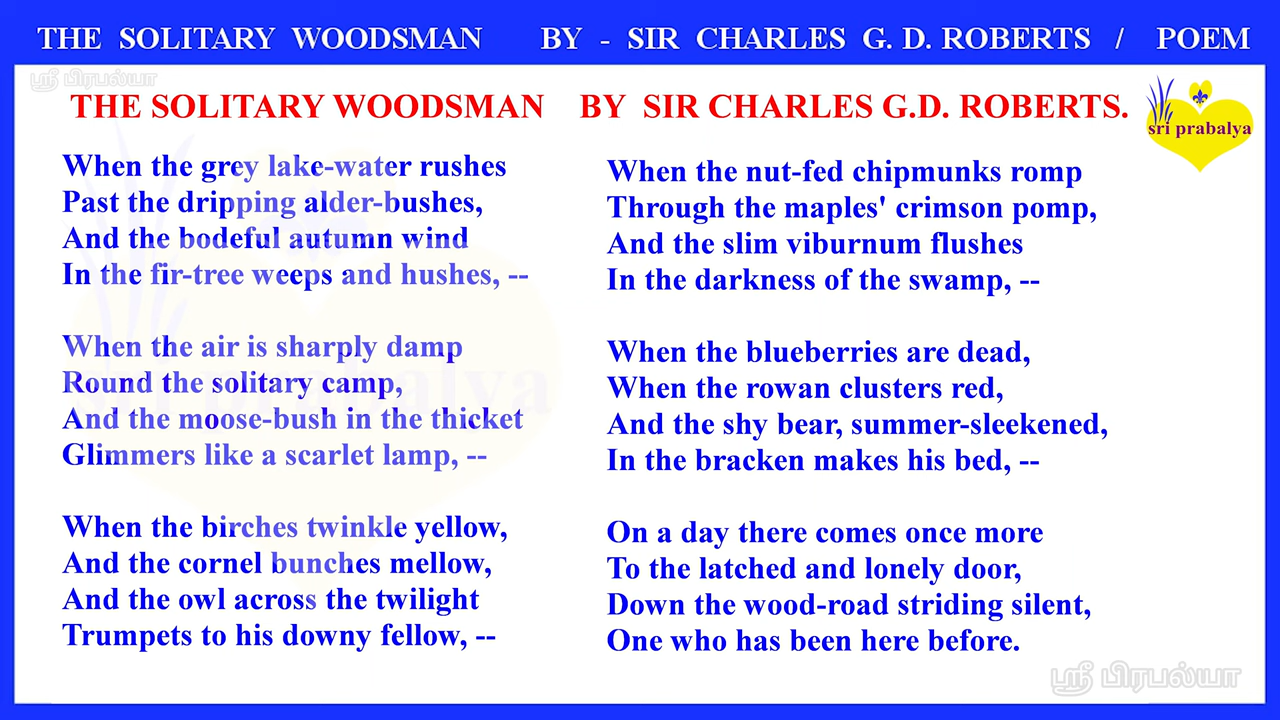 THE SOLITARY WOODSMAN BY - SIR CHARLES G. D. ROBERTS / POEM
ஸ்ரீ பிரபல்யா
THE SOLITARY WOODSMAN BY SIR CHARLES G.D. ROBERTS.
sri prabalya
When the grey lake-water rushes
Past the dripping alder-bushes,
And the bodeful autumn wind
In the fir-tree weeps and hushes, --
When the air is sharply damp
Round the solitary camp,
And the moose-bush in the thicket
Glimmers like a scarlet lamp, --
When the birches twinkle yellow,
And the cornel bunches mellow,
And the owl across the twilight
Trumpets to his downy fellow, --
When the nut-fed chipmunks romp
Through the maples' crimson pomp,
And the slim viburnum flushes
In the darkness of the swamp, --
When the blueberries are dead,
When the rowan clusters red,
And the shy bear, summer-sleekened,
In the bracken makes his bed, --
On a day there comes once more
To the latched and lonely door,
Down the wood-road striding silent,
One who has been here before.
sri prabalya
ஸ்ரீ பிரபல்யா